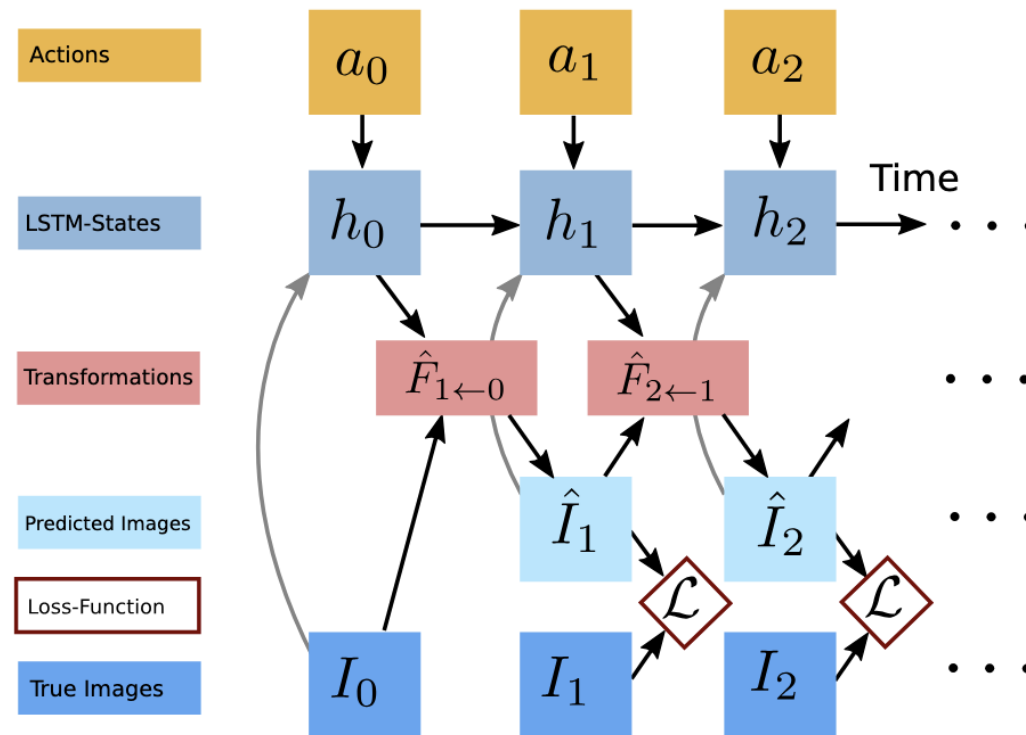 Actions
a₀
a₁
a₂
Time
LSTM-States
h₀
h₁
h₂
. . .
Transformations
F̂₁←₀
F̂₂←₁
. . .
Predicted Images
Î₁
Î₂
. . .
Loss-Function
ℒ
ℒ
True Images
I₀
I₁
I₂
. . .